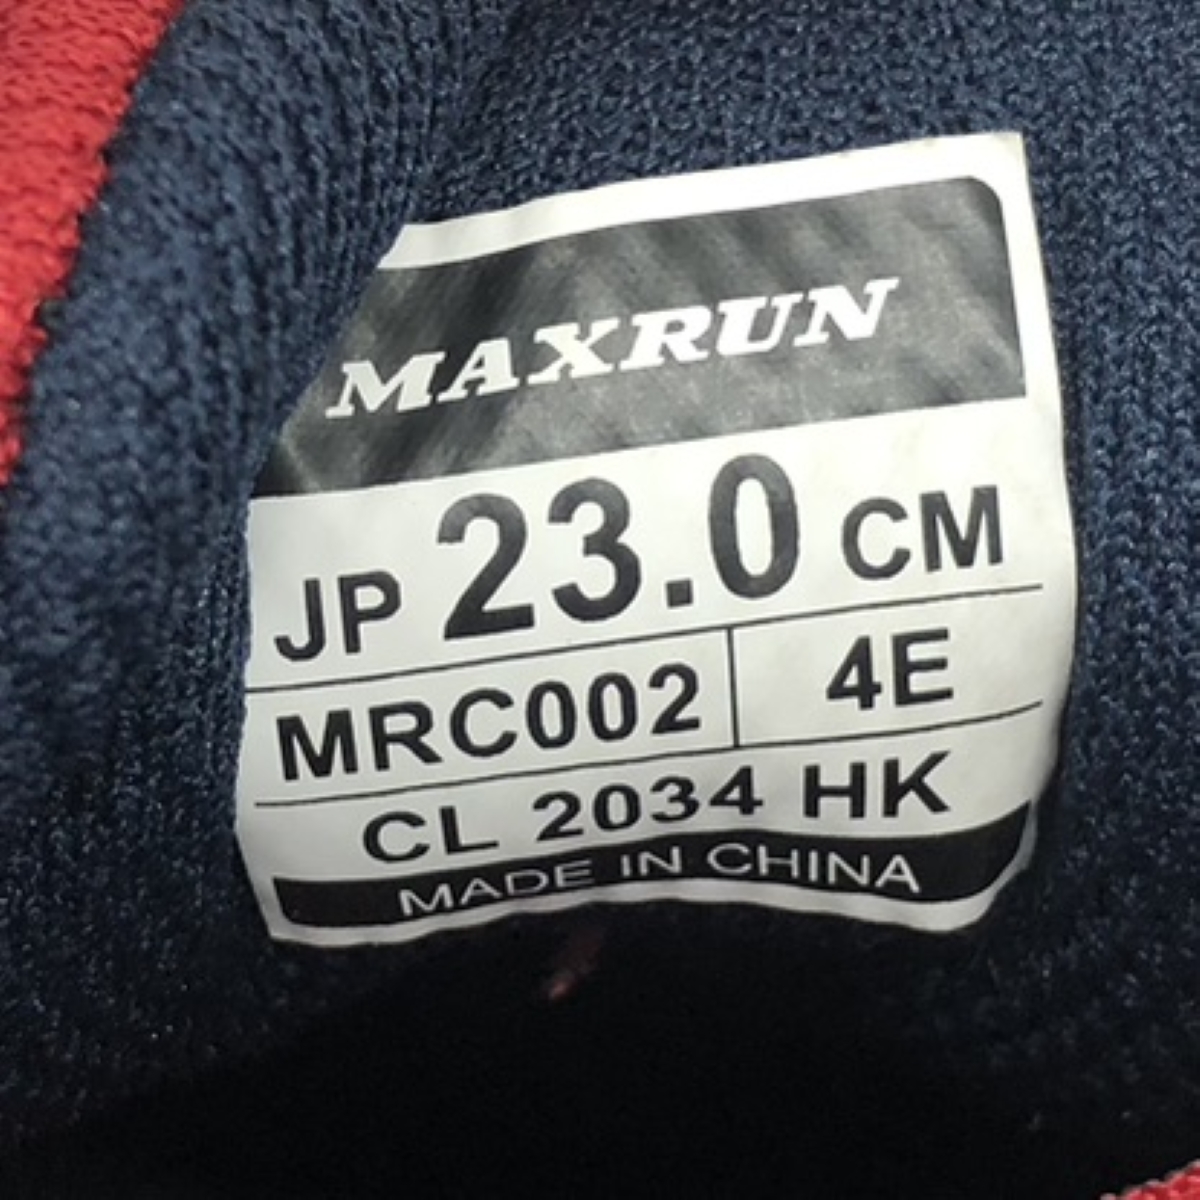 MAXRUN
JP 23.0 CM
MRC002 4E
CL 2034 HK
MADE IN CHINA